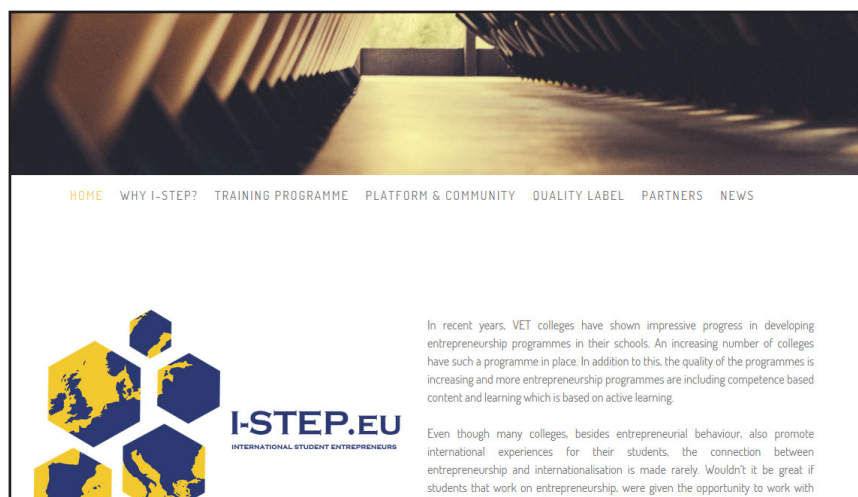 HOME WHY I-STEP? TRAINING PROGRAMME PLATFORM & COMMUNITY QUALITY LABEL PARTNERS NEWS
I-STEP.EU
INTERNATIONAL STUDENT ENTREPRENEURS
In recent years, VET colleges have shown impressive progress in developing
entrepreneurship programmes in their schools. An increasing number of colleges
have such a programme in place. In addition to this, the quality of the programmes is
increasing and more entrepreneurship programmes are including competence based
content and learning which is based on active learning.
Even though many colleges, besides entrepreneurial behaviour, also promote
international experiences for their students, the connection between
entrepreneurship and internationalisation is made rarely. Wouldn't it be great if
students that work on entrepreneurship, were given the opportunity to work with